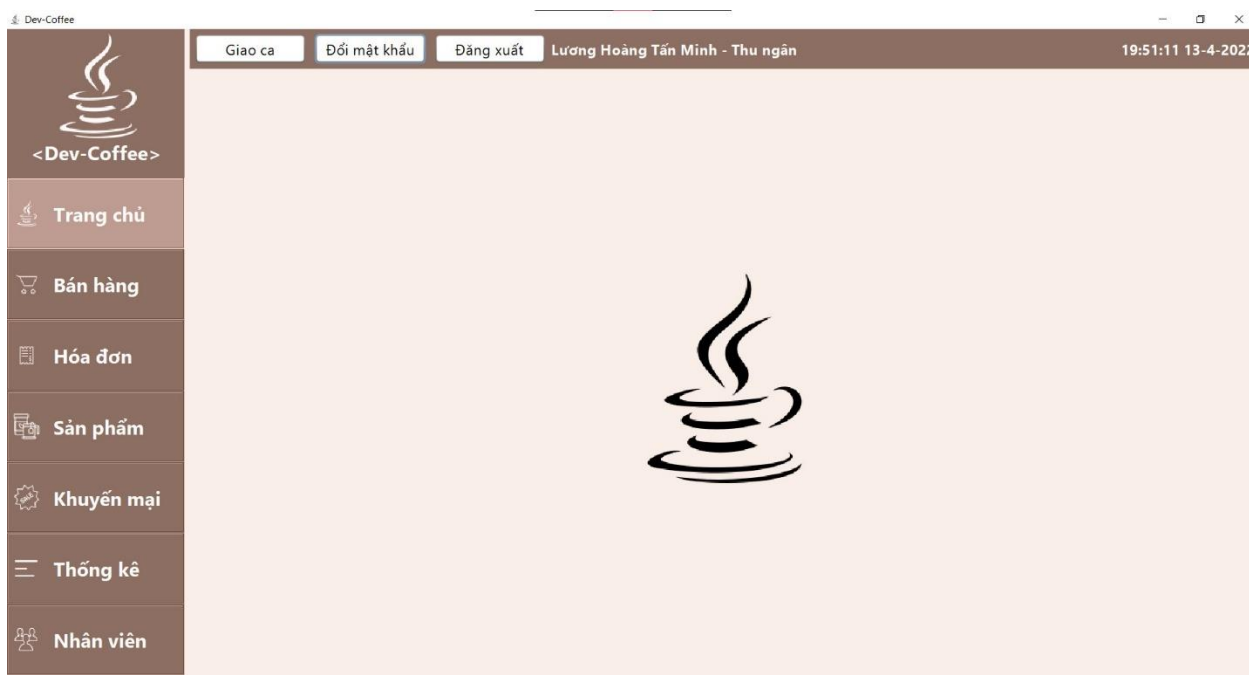 Dev-Coffee
Giao ca Đổi mật khẩu Đăng xuất Lương Hoàng Tấn Minh - Thu ngân 19:51:11 13-4-2022
<Dev-Coffee>
Trang chủ
Bán hàng
Hóa đơn
Sản phẩm
Khuyến mại
Thống kê
Nhân viên